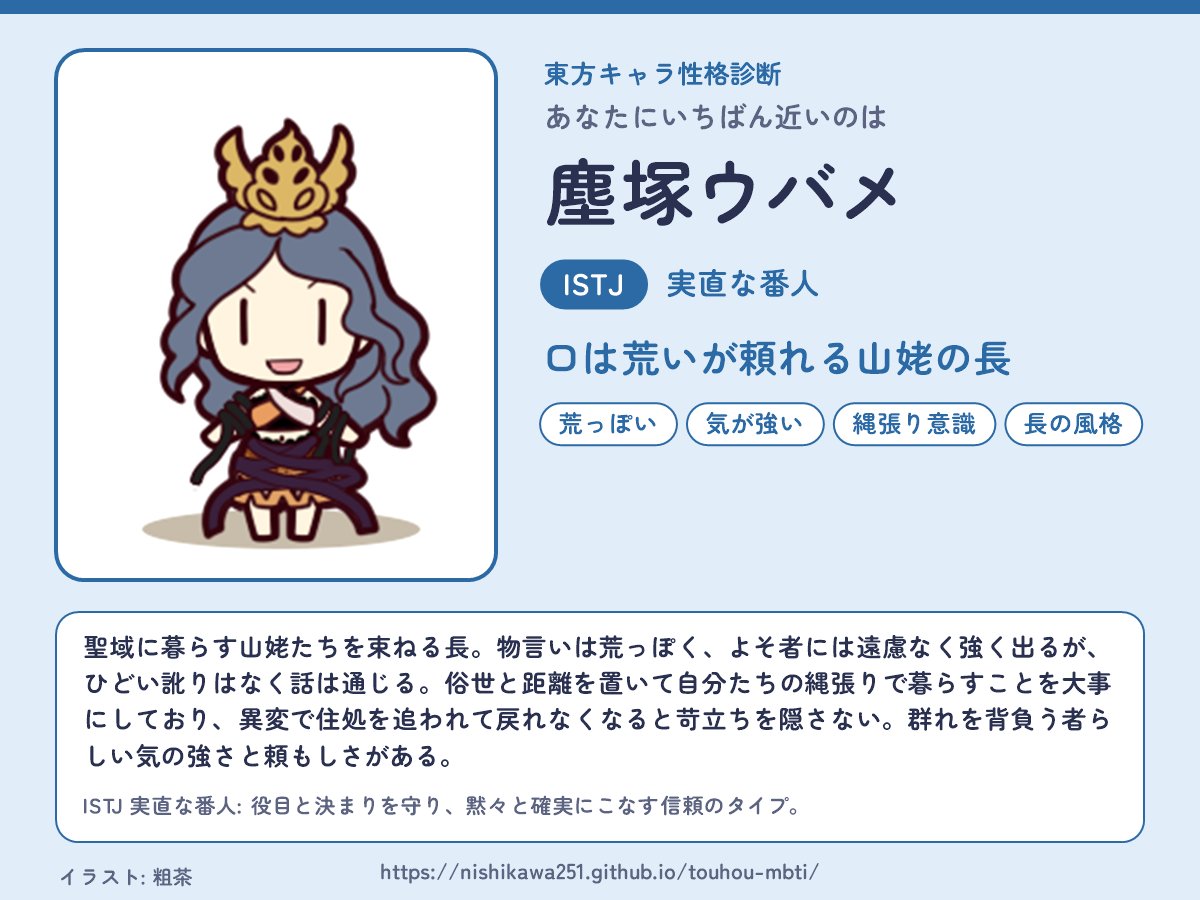 東方キャラ性格診断
あなたにいちばん近いのは
塵塚ウバメ
ISTJ 実直な番人
口は荒いが頼れる山姥の長
荒っぽい 気が強い 縄張り意識 長の風格
聖域に暮らす山姥たちを束ねる長。物言いは荒っぽく、よそ者には遠慮なく強く出るが、
ひどい訛りはなく話は通じる。俗世と距離を置いて自分たちの縄張りで暮らすことを大事
にしており、異変で住処を追われて戻れなくなると苛立ちを隠さない。群れを背負う者ら
しい気の強さと頼もしさがある。
ISTJ 実直な番人: 役目と決まりを守り、黙々と確実にこなす信頼のタイプ。
イラスト: 粗茶
https://nishikawa251.github.io/touhou-mbti/